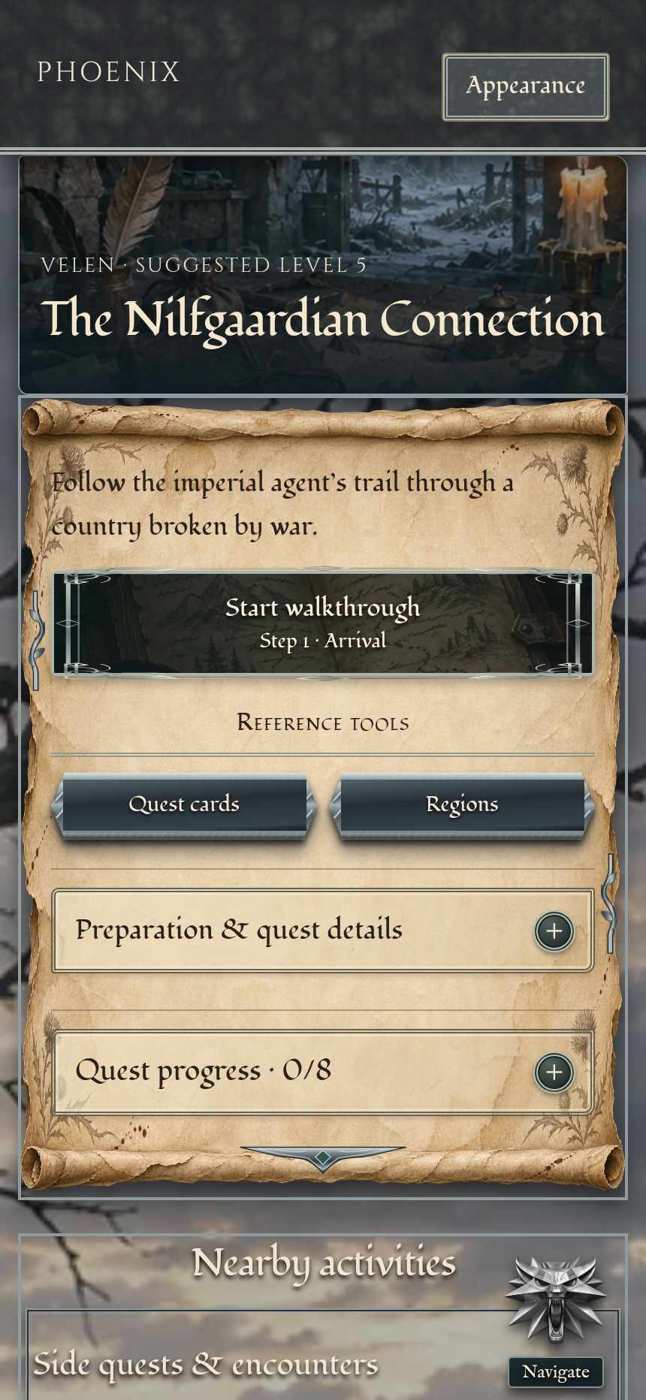 PHOENIX
Appearance
VELEN · SUGGESTED LEVEL 5
The Nilfgaardian Connection
Follow the imperial agent’s trail through a
country broken by war.
Start walkthrough
Step 1 · Arrival
Reference tools
Quest cards
Regions
Preparation & quest details
Quest progress · 0/8
Nearby activities
Side quests & encounters
Navigate